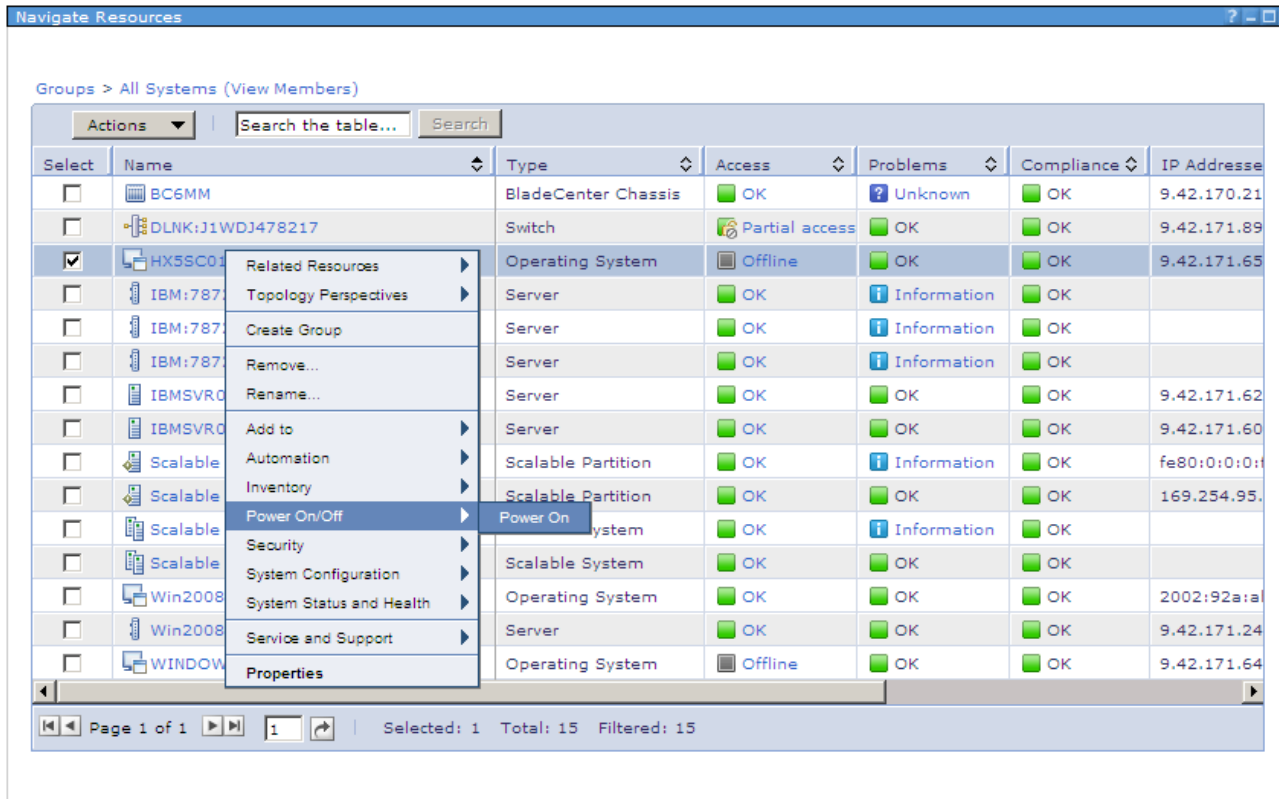 Navigate Resources
Groups > All Systems (View Members)
Actions Search the table... Search
Select Name Type Access Problems Compliance IP Addresse
BC6MM BladeCenter Chassis OK Unknown OK 9.42.170.21
DLNK:J1WDJ478217 Switch Partial access OK OK 9.42.171.89
HX5SC01 Operating System Offline OK OK 9.42.171.65
IBM:787 Server OK Information OK
IBM:787 Server OK Information OK
IBM:787 Server OK Information OK
IBMSVR0 Server OK OK OK 9.42.171.62
IBMSVR0 Server OK OK OK 9.42.171.60
Scalable Scalable Partition OK Information OK fe80:0:0:0:
Scalable Scalable Partition OK OK OK 169.254.95.
Scalable ystem OK Information OK
Scalable Scalable System OK OK OK
Win2008 Operating System OK OK OK 2002:92a:a
Win2008 Server OK OK OK 9.42.171.24
WINDOW Operating System Offline OK OK 9.42.171.64
Related Resources
Topology Perspectives
Create Group
Remove...
Rename...
Add to
Automation
Inventory
Power On/Off
Power On
Security
System Configuration
System Status and Health
Service and Support
Properties
Page 1 of 1 1 Selected: 1 Total: 15 Filtered: 15